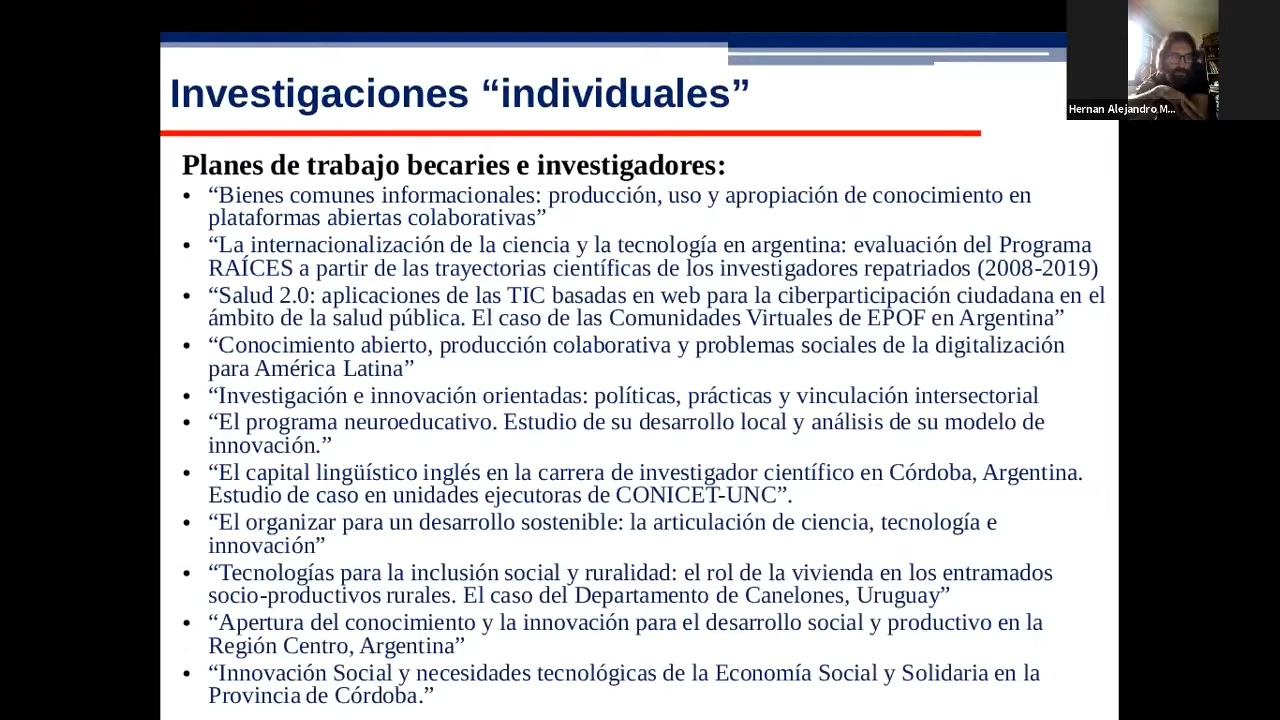 Investigaciones “individuales”
Hernan Alejandro M...
Planes de trabajo becaries e investigadores:
• “Bienes comunes informacionales: producción, uso y apropiación de conocimiento en
plataformas abiertas colaborativas”
• “La internacionalización de la ciencia y la tecnología en argentina: evaluación del Programa
RAÍCES a partir de las trayectorias científicas de los investigadores repatriados (2008-2019)
• “Salud 2.0: aplicaciones de las TIC basadas en web para la ciberparticipación ciudadana en el
ámbito de la salud pública. El caso de las Comunidades Virtuales de EPOF en Argentina”
• “Conocimiento abierto, producción colaborativa y problemas sociales de la digitalización
para América Latina”
• “Investigación e innovación orientadas: políticas, prácticas y vinculación intersectorial
• “El programa neuroeducativo. Estudio de su desarrollo local y análisis de su modelo de
innovación.”
• “El capital lingüístico inglés en la carrera de investigador científico en Córdoba, Argentina.
Estudio de caso en unidades ejecutoras de CONICET-UNC”.
• “El organizar para un desarrollo sostenible: la articulación de ciencia, tecnología e
innovación”
• “Tecnologías para la inclusión social y ruralidad: el rol de la vivienda en los entramados
socio-productivos rurales. El caso del Departamento de Canelones, Uruguay”
• “Apertura del conocimiento y la innovación para el desarrollo social y productivo en la
Región Centro, Argentina”
• “Innovación Social y necesidades tecnológicas de la Economía Social y Solidaria en la
Provincia de Córdoba.”